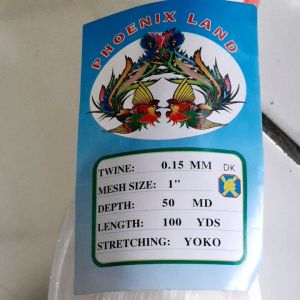 PHOENIX LAND
TWINE: 0.15 MM
DK
MESH SIZE: 1"
DEPTH: 50 MD
LENGTH: 100 YDS
STRETCHING: YOKO